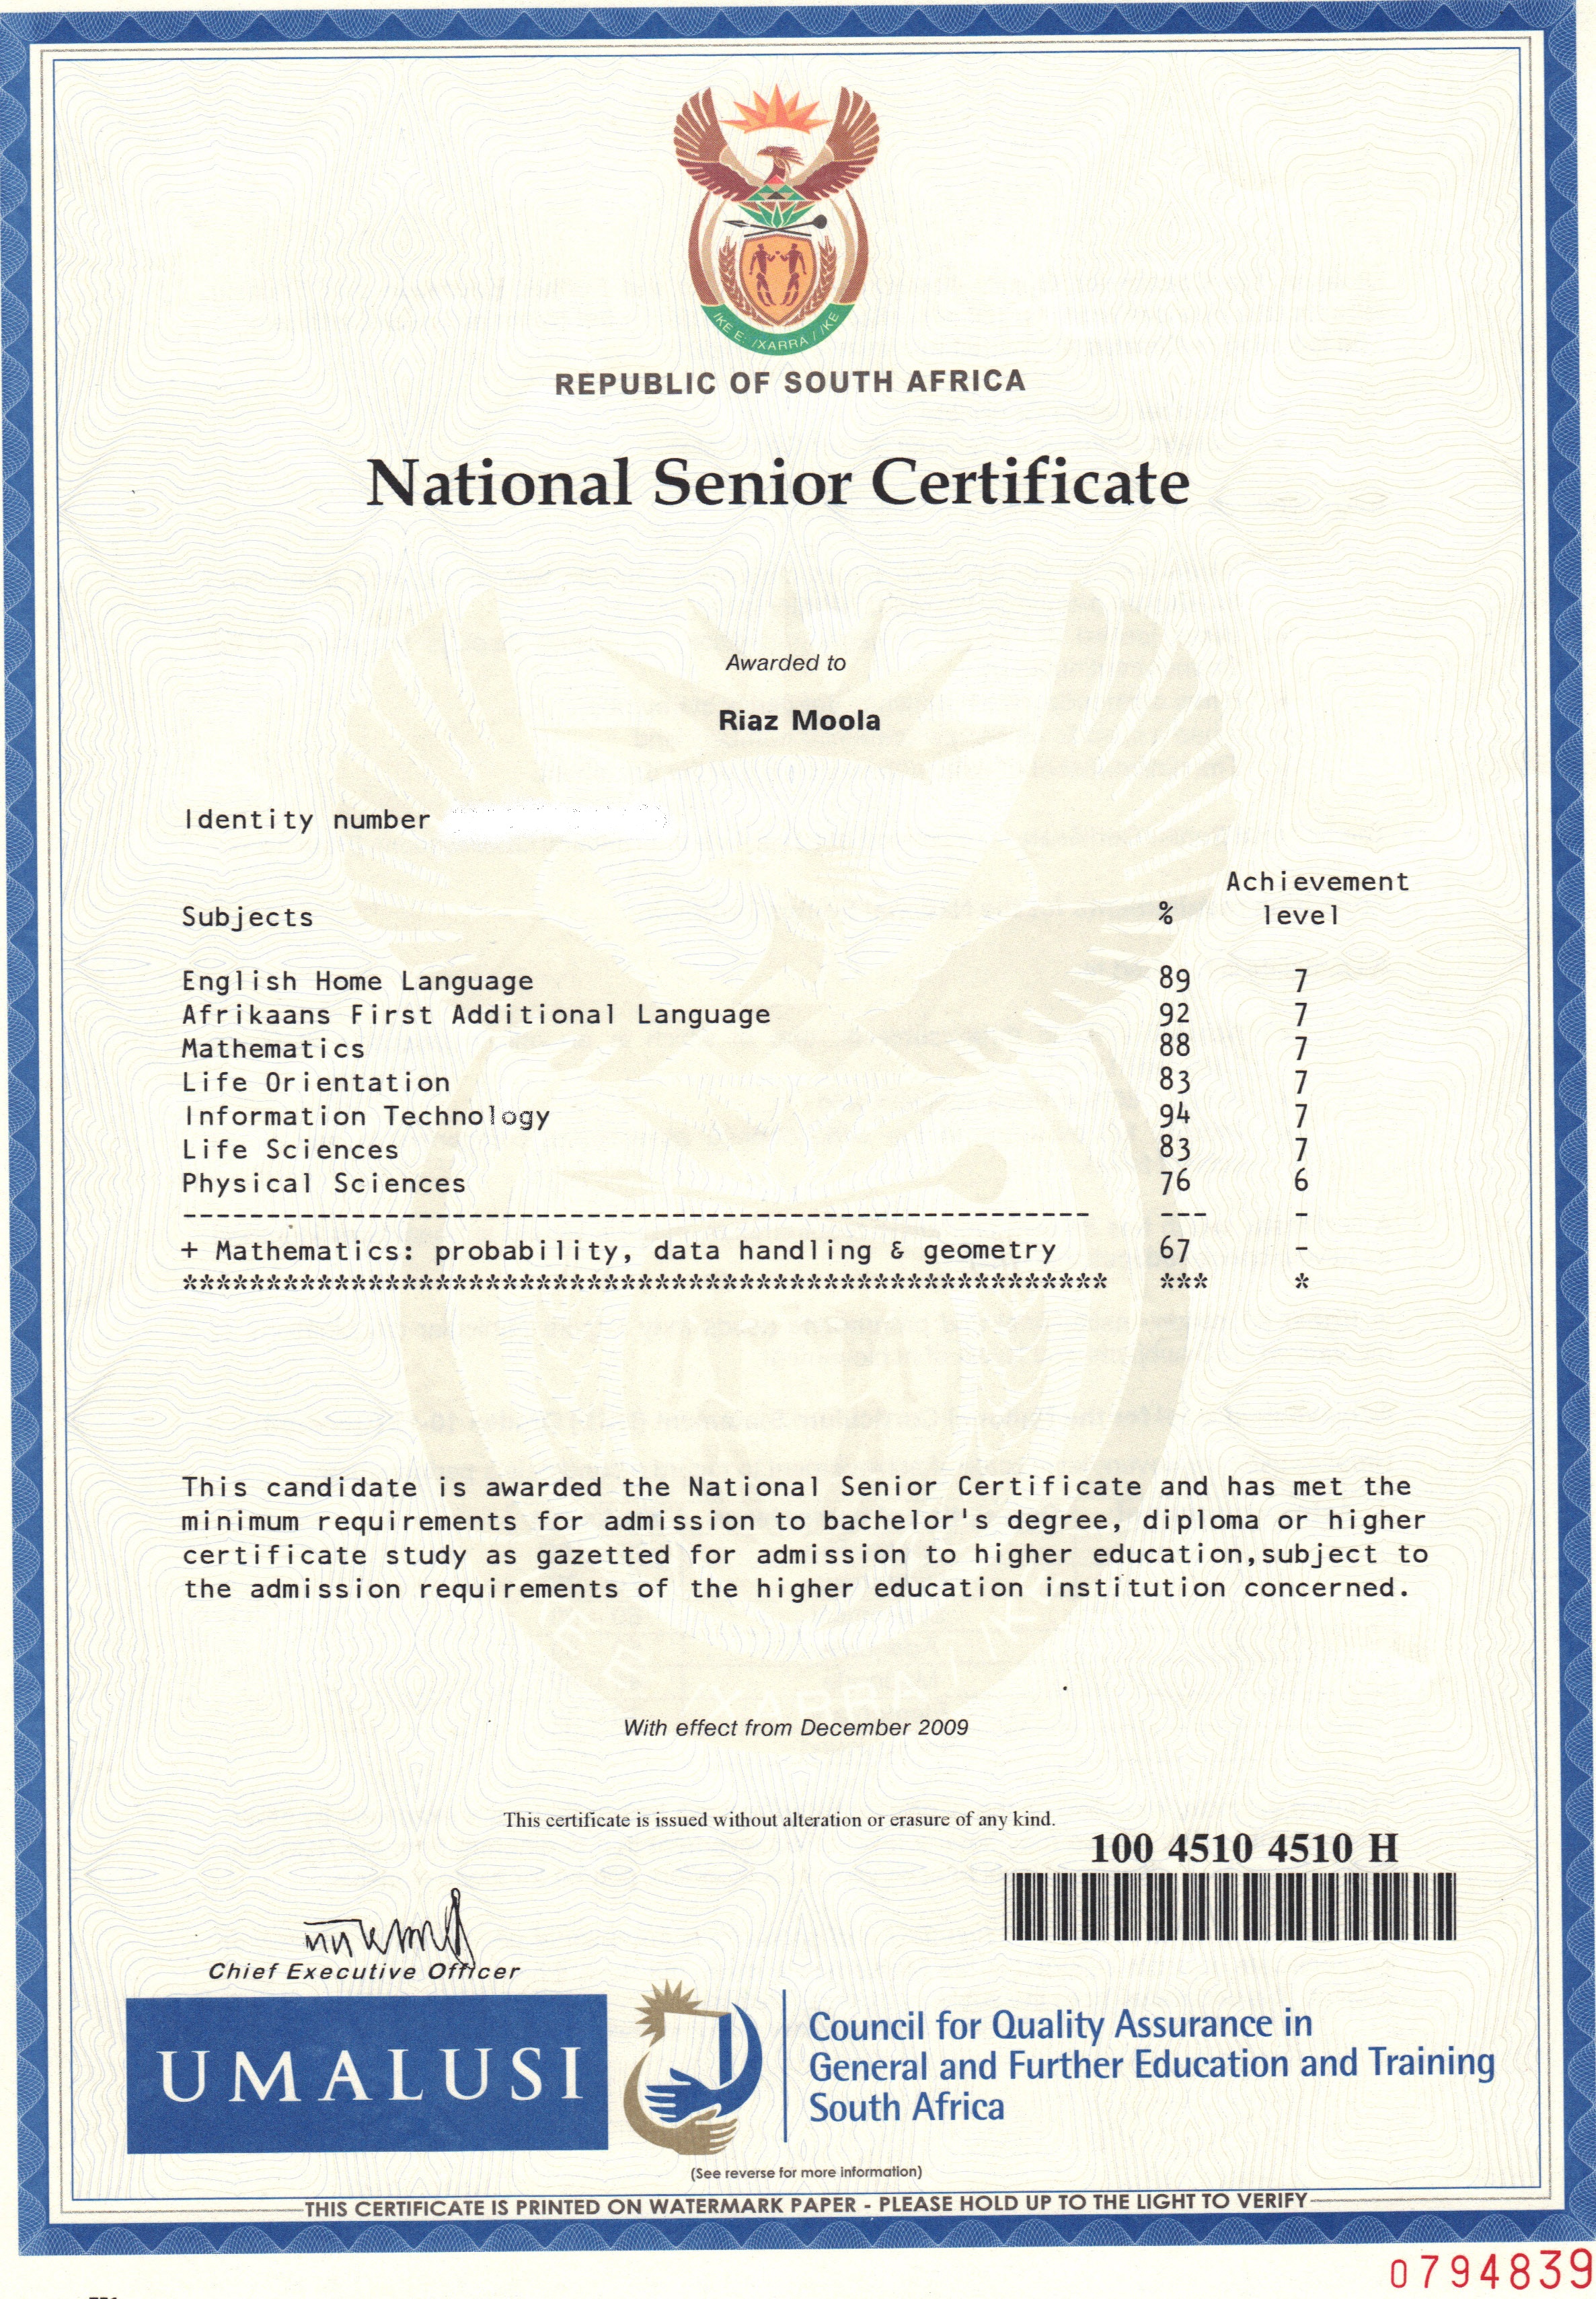 !KE E: /XARRA //KE
REPUBLIC OF SOUTH AFRICA
National Senior Certificate
Awarded to
Riaz Moola
Identity number
Achievement
Subjects % level
English Home Language 89 7
Afrikaans First Additional Language 92 7
Mathematics 88 7
Life Orientation 83 7
Information Technology 94 7
Life Sciences 83 7
Physical Sciences 76 6
------------------------------------------------------ --- -
+ Mathematics: probability, data handling & geometry 67 -
******************************************************* *** *
This candidate is awarded the National Senior Certificate and has met the
minimum requirements for admission to bachelor's degree, diploma or higher
certificate study as gazetted for admission to higher education,subject to
the admission requirements of the higher education institution concerned.
With effect from December 2009
This certificate is issued without alteration or erasure of any kind.
100 4510 4510 H
Chief Executive Officer
UMALUSI
Council for Quality Assurance in
General and Further Education and Training
South Africa
(See reverse for more information)
THIS CERTIFICATE IS PRINTED ON WATERMARK PAPER - PLEASE HOLD UP TO THE LIGHT TO VERIFY
0794839